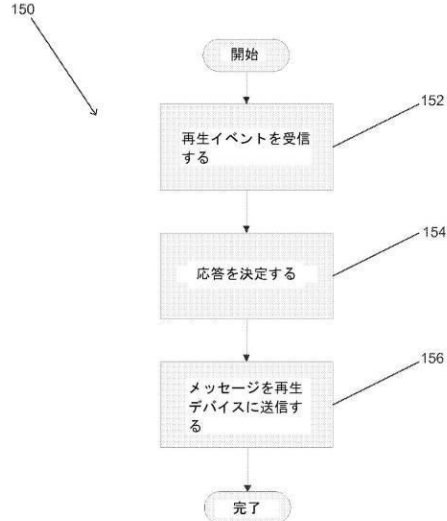 150
開始
再生イベントを受信
する
152
応答を決定する
154
メッセージを再生
デバイスに送信す
る
156
完了